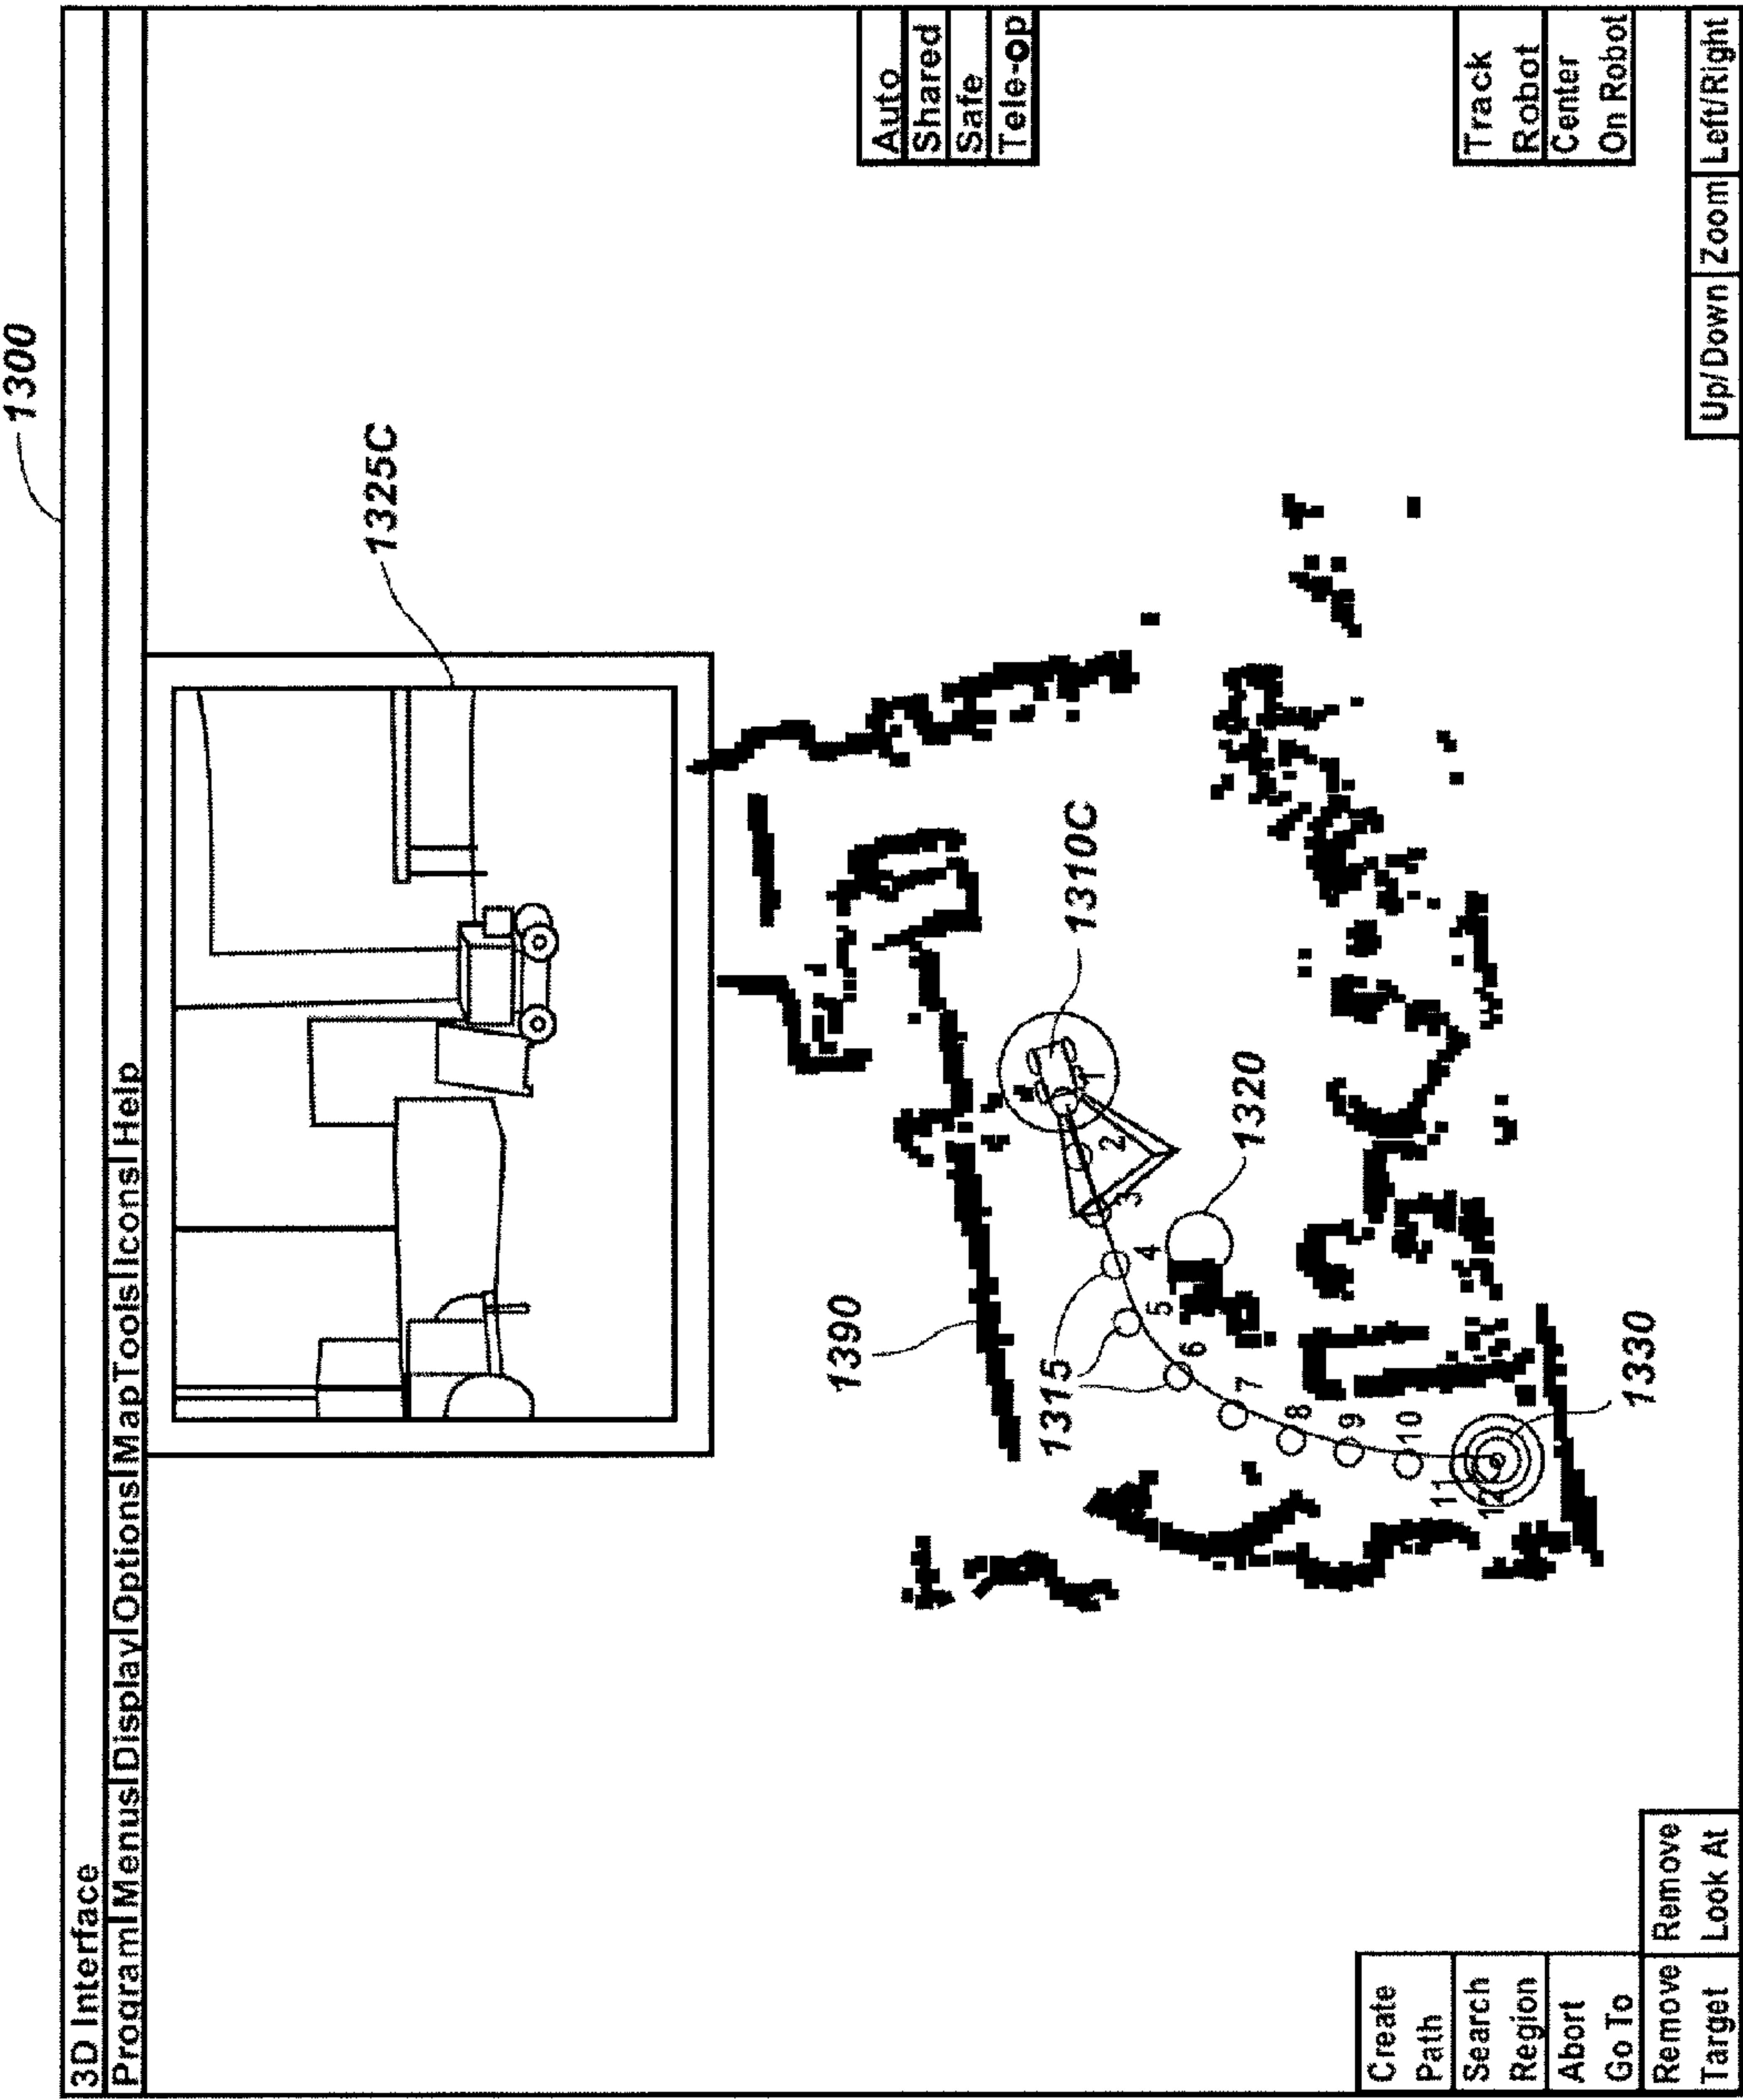 1300
3D Interface
Program|Menus|Display|Options|MapTools|Icons|Help
1325C
1390
1310C
1315
1320
1330
1
2
3
4
5
6
7
8
9
10
11
12
Auto
Shared
Safe
Tele-op
Create
Path
Search
Region
Abort
Go To
Remove
Target
Remove
Look At
Track
Robot
Center
On Robot
Up/Down|Zoom|Left/Right